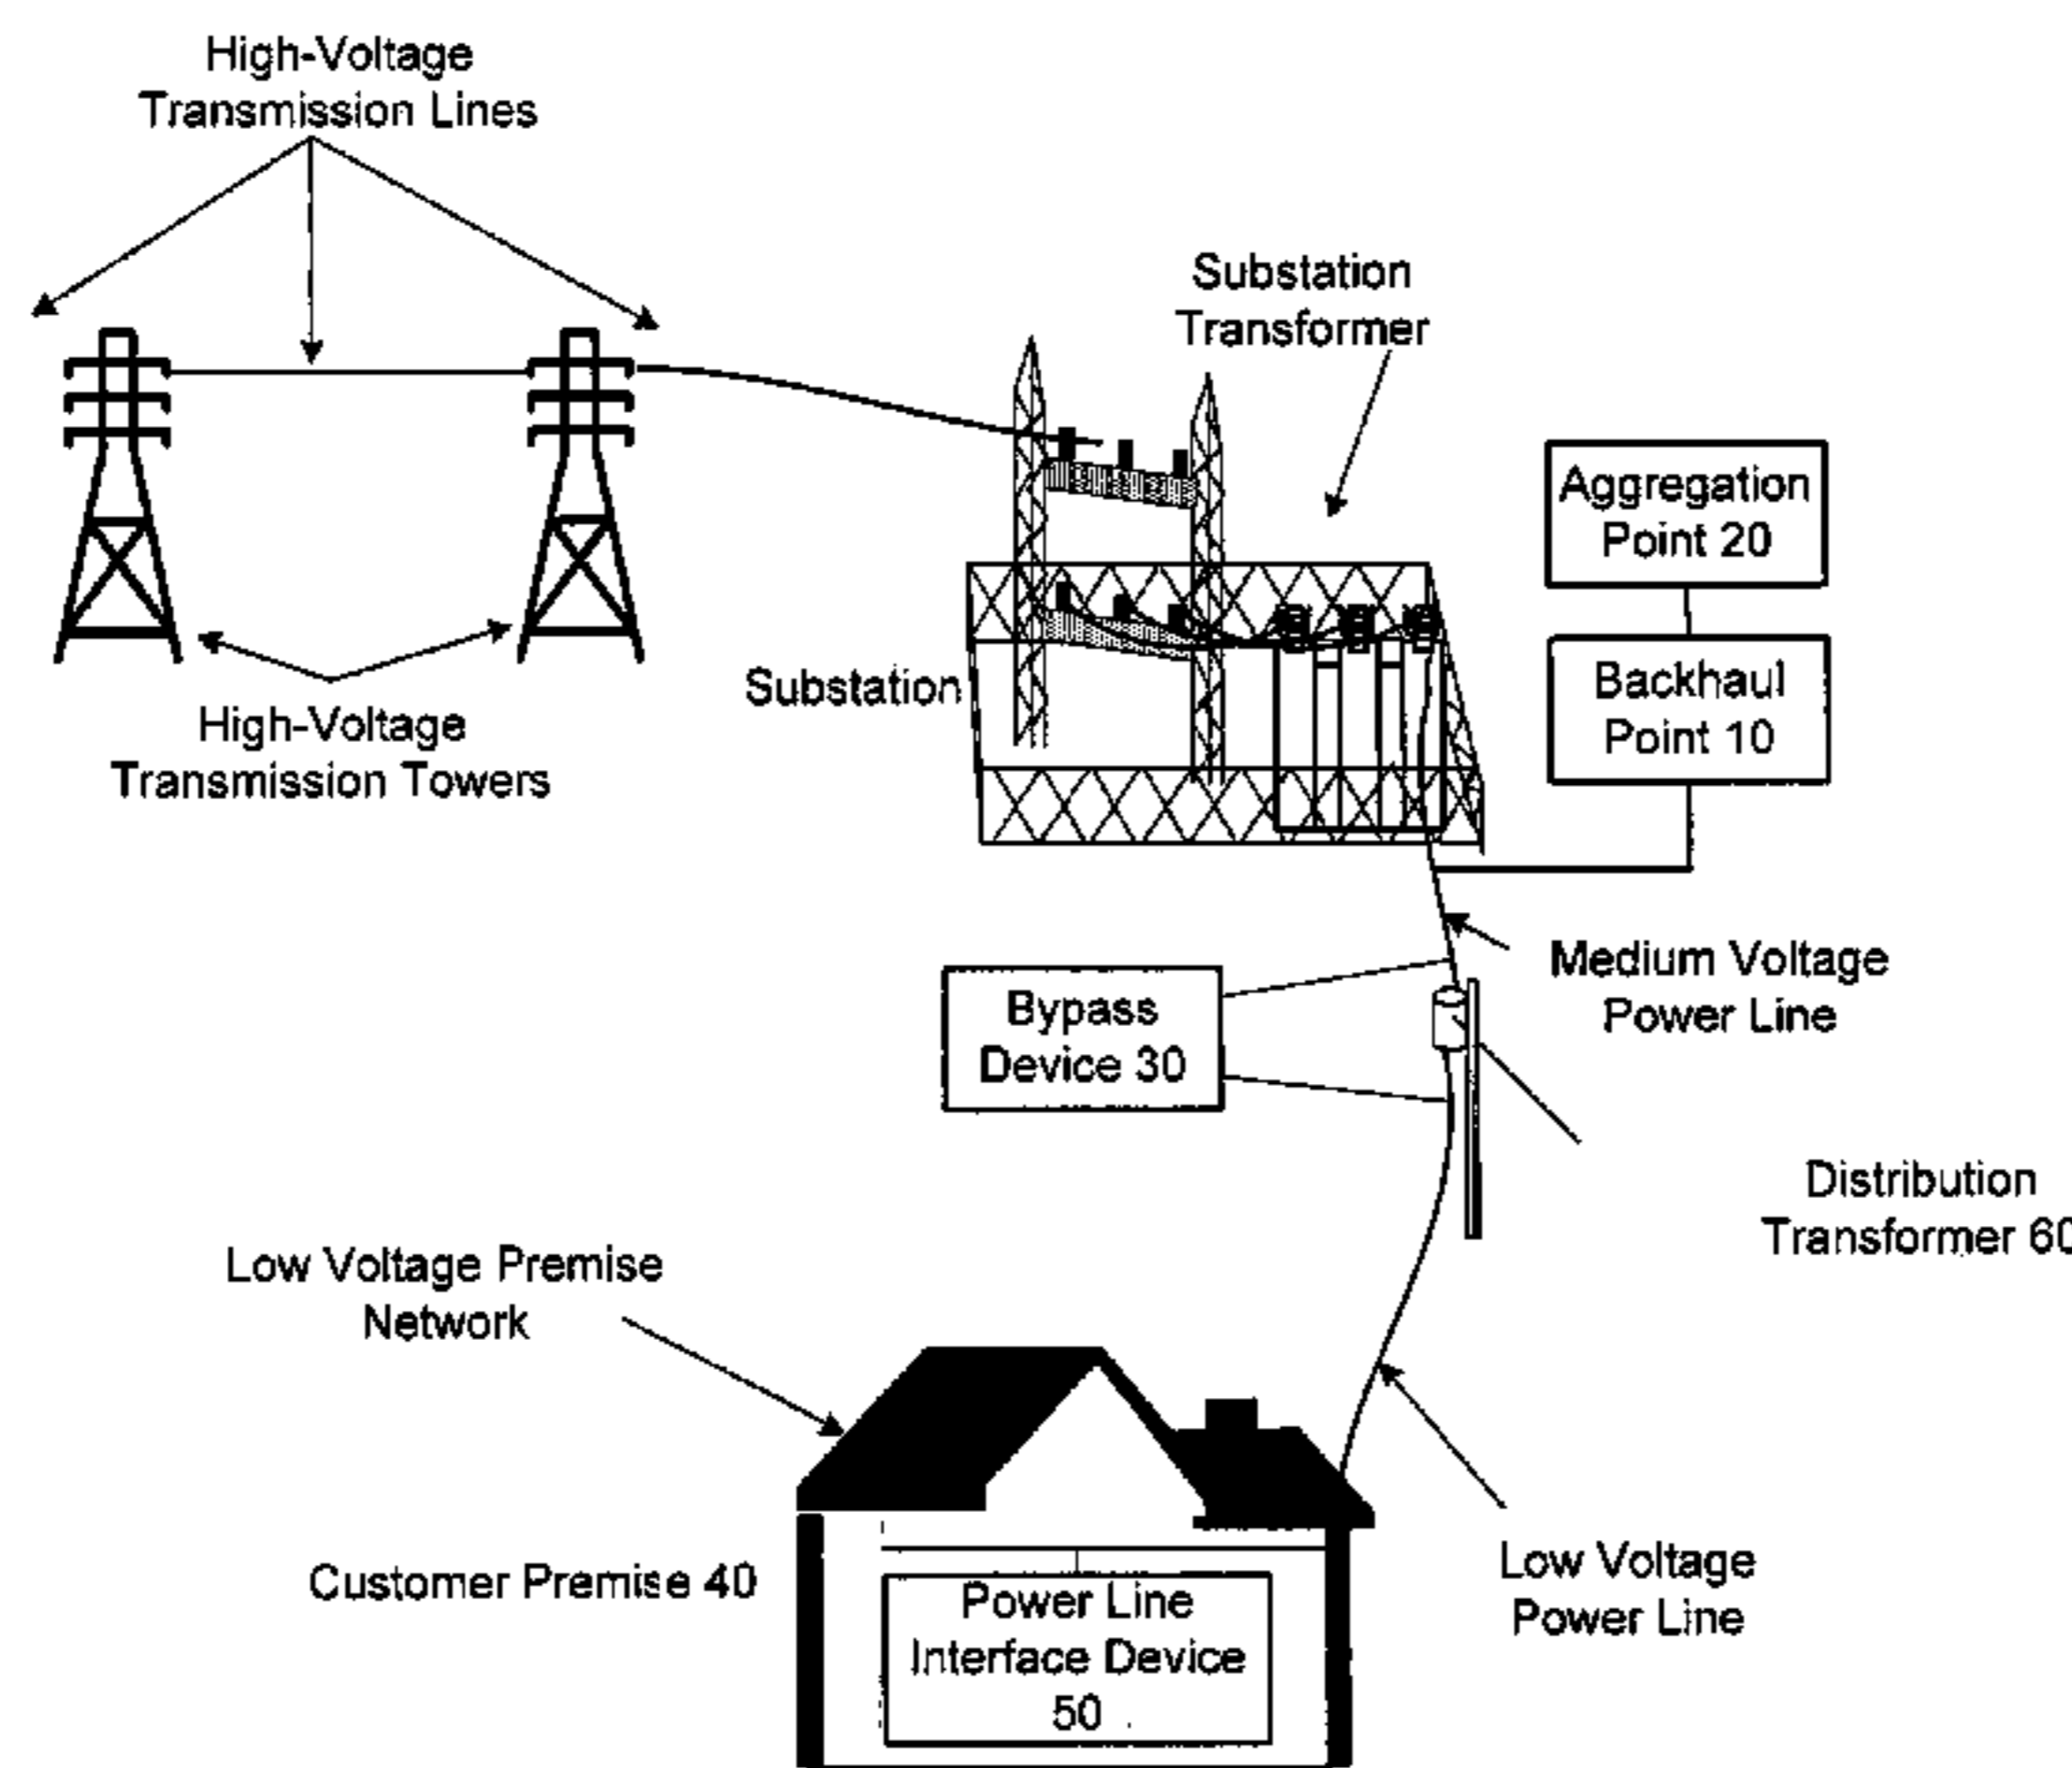 High-Voltage
Transmission Lines
Substation
Transformer
Aggregation
Point 20
Backhaul
Point 10
Substation
High-Voltage
Transmission Towers
Medium Voltage
Power Line
Bypass
Device 30
Distribution
Transformer 60
Low Voltage Premise
Network
Customer Premise 40
Power Line
Interface Device
50
Low Voltage
Power Line